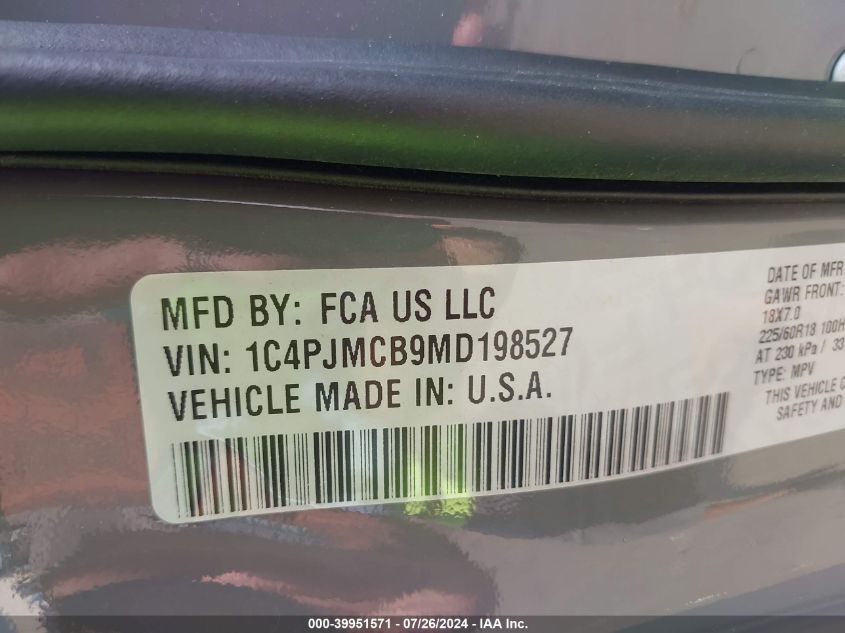 MFD BY: FCA US LLC
VIN: 1C4PJMCB9MD198527
VEHICLE MADE IN: U.S.A.
DATE OF MFR
GAWR FRONT:
18X7.0
225/60R18 100H
AT 230 kPa / 33
TYPE: MPV
THIS VEHICLE
SAFETY AND
000-39951571 - 07/26/2024 - IAA Inc.